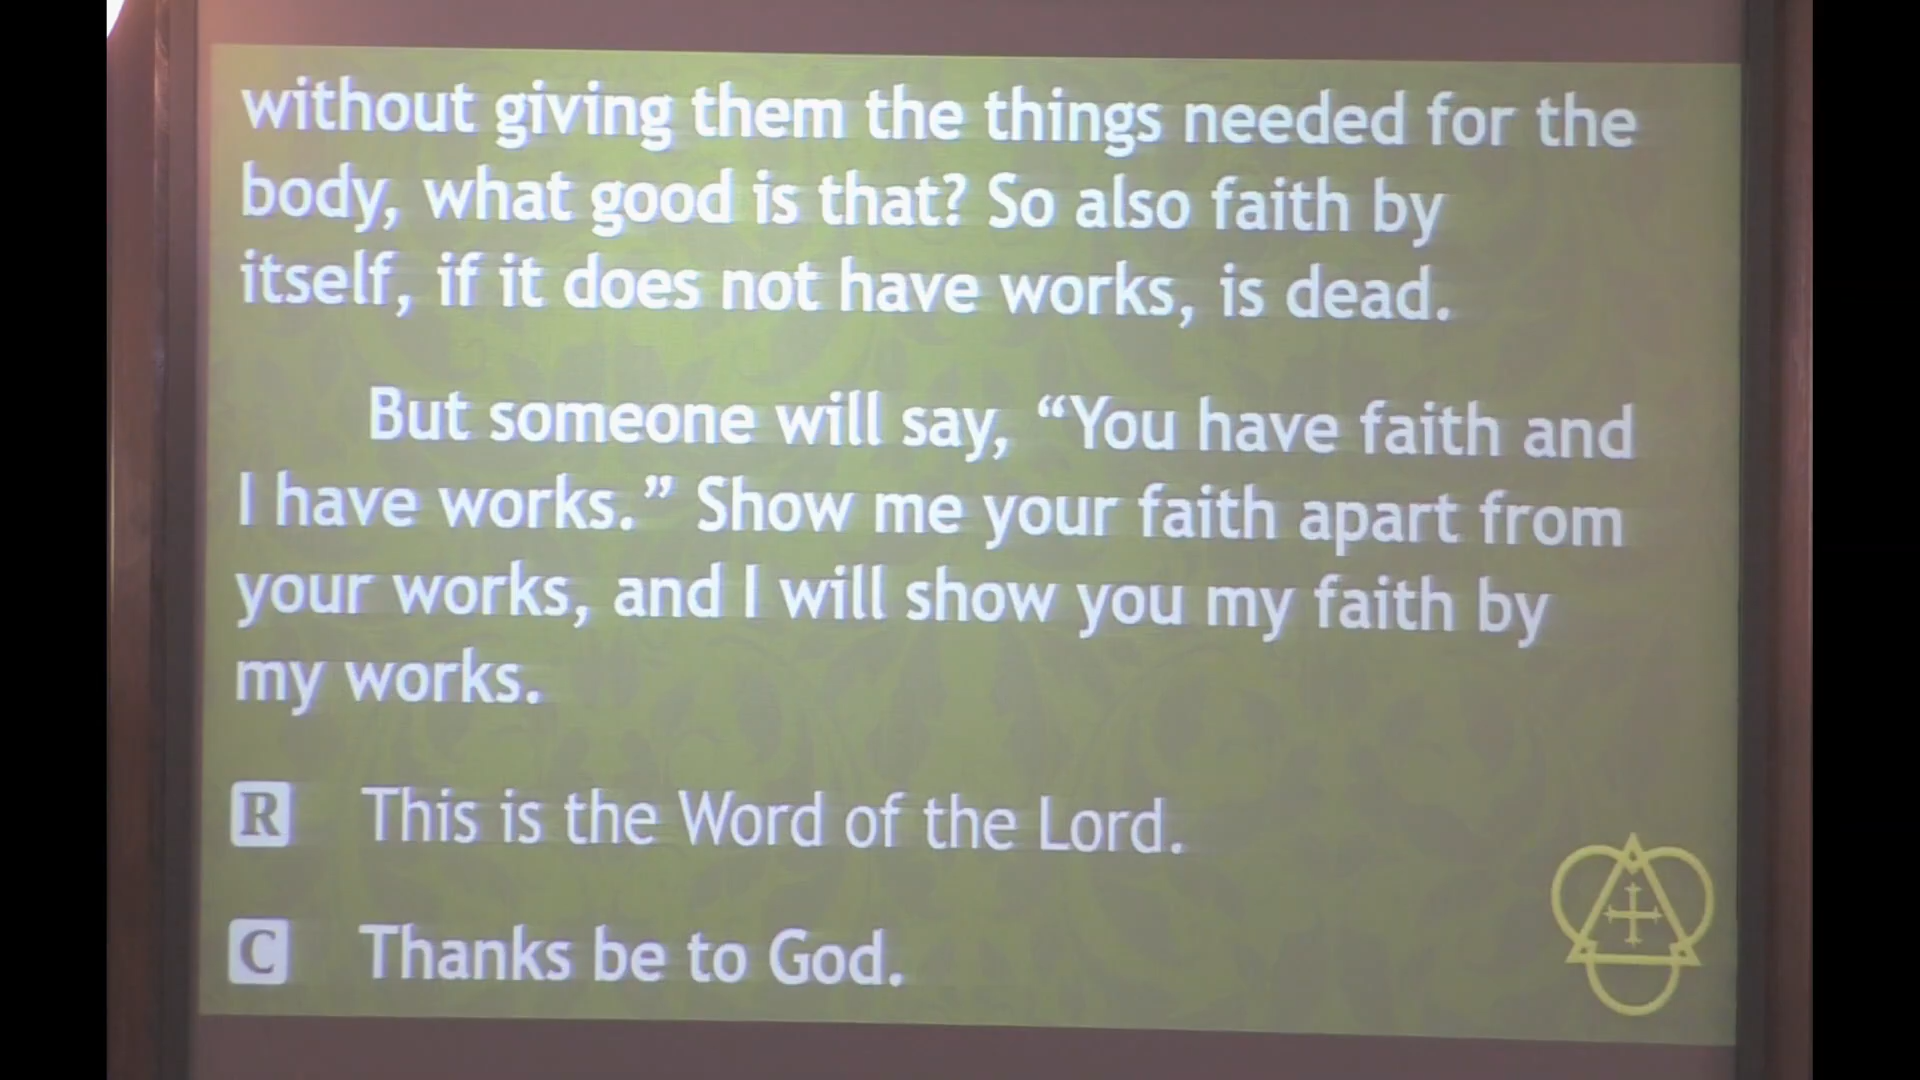 without giving them the things needed for the
body, what good is that? So also faith by
itself, if it does not have works, is dead.
But someone will say, “You have faith and
I have works.” Show me your faith apart from
your works, and I will show you my faith by
my works.
R This is the Word of the Lord.
C Thanks be to God.